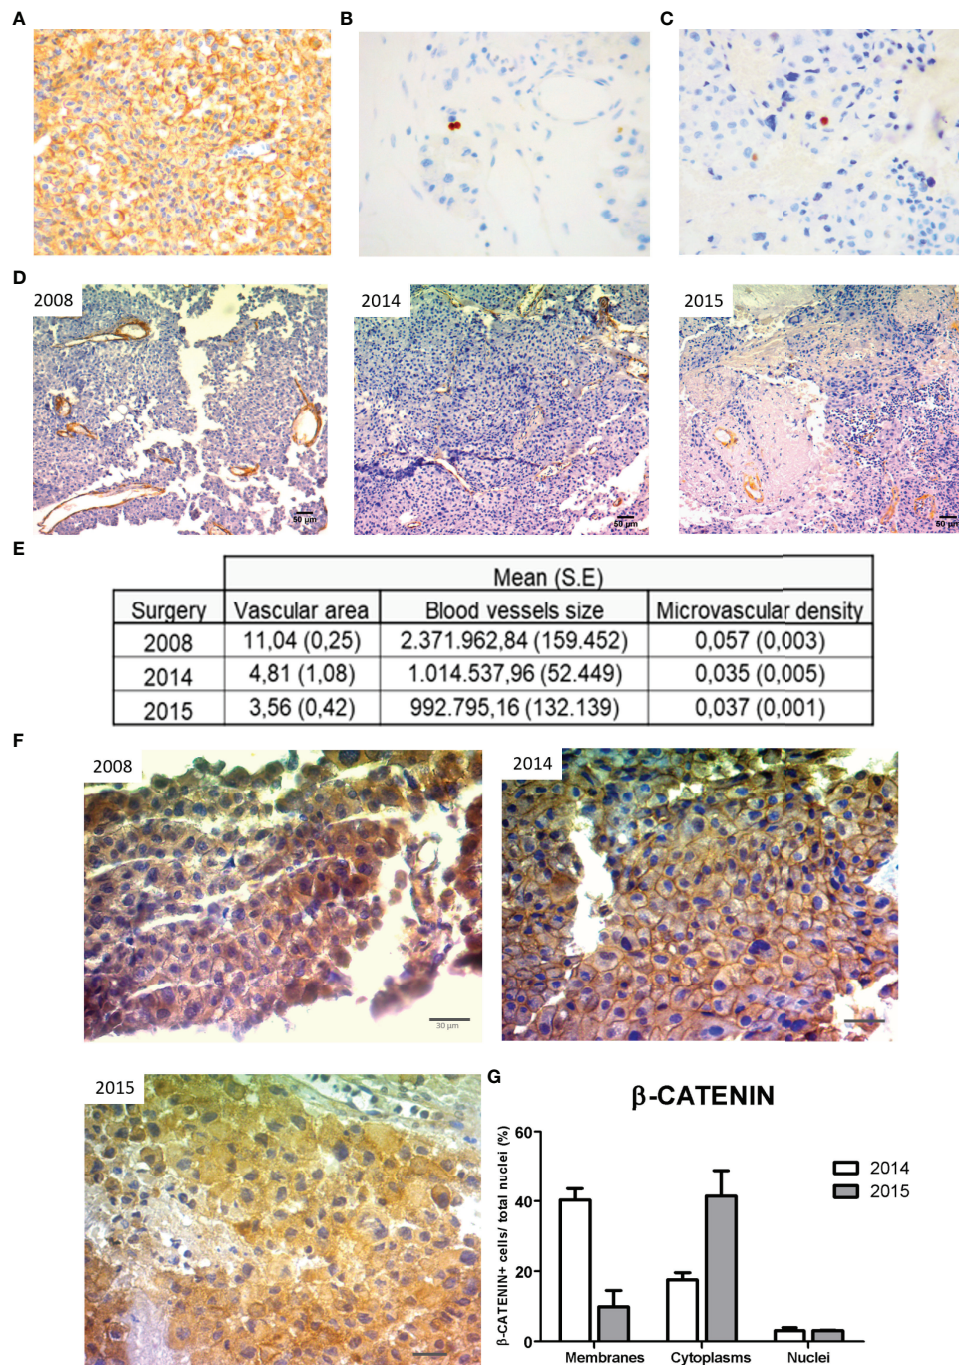 A
B
C
D
2008
50 µm
2014
50 µm
2015
50 µm
E
Mean (S.E)
Surgery Vascular area Blood vessels size Microvascular density
2008 11,04 (0,25) 2.371.962,84 (159.452) 0,057 (0,003)
2014 4,81 (1,08) 1.014.537,96 (52.449) 0,035 (0,005)
2015 3,56 (0,42) 992.795,16 (132.139) 0,037 (0,001)
F
2008
30 µm
2014
2015
G
β-CATENIN
β-CATENIN+ cells/ total nuclei (%)
60
40
20
0
Membranes Cytoplasms Nuclei
2014
2015